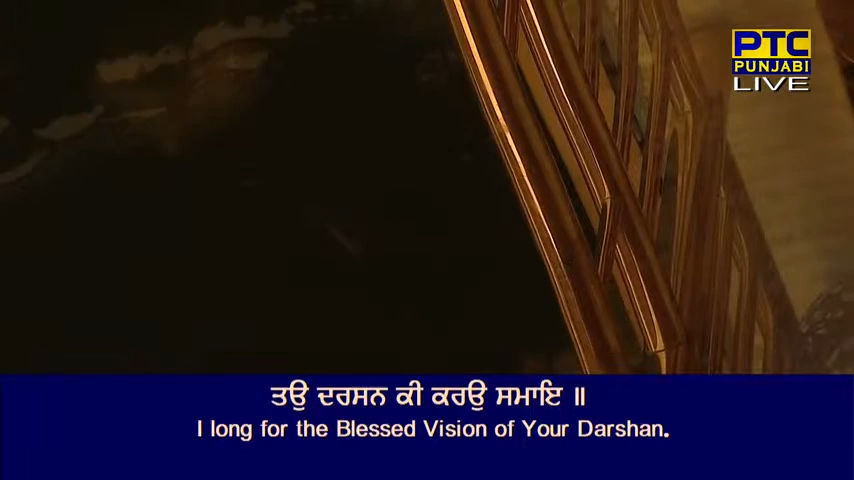 PTC
PUNJABI
LIVE
ਤਉ ਦਰਸਨ ਕੀ ਕਰਉ ਸਮਾਇ ॥
I long for the Blessed Vision of Your Darshan.